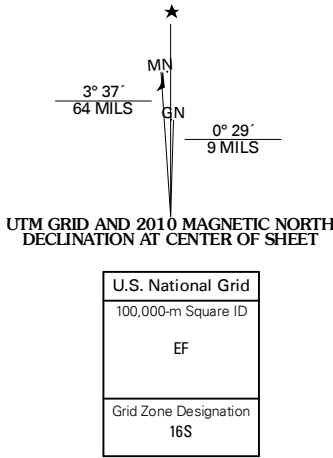 ★
MN
3° 37´
64 MILS
GN
0° 29´
9 MILS
UTM GRID AND 2010 MAGNETIC NORTH
DECLINATION AT CENTER OF SHEET
U.S. National Grid
100,000-m Square ID
EF
Grid Zone Designation
16S